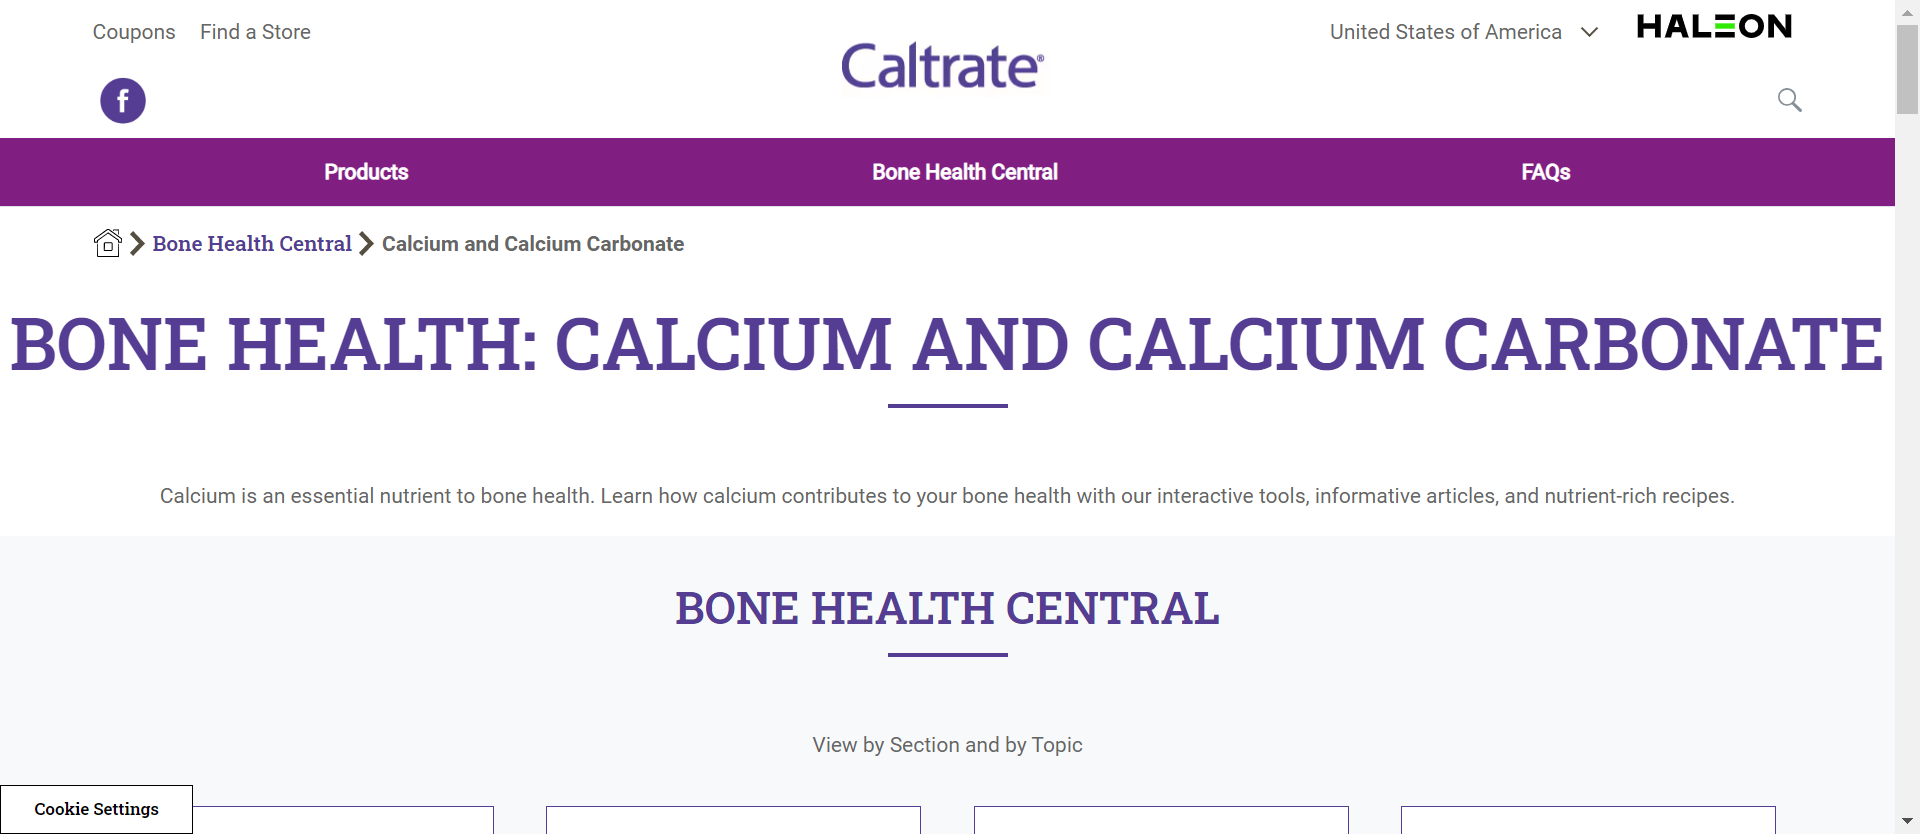 Coupons Find a Store
Caltrate®
United States of America
HALEON
f
Products Bone Health Central FAQs
Bone Health Central Calcium and Calcium Carbonate
BONE HEALTH: CALCIUM AND CALCIUM CARBONATE
Calcium is an essential nutrient to bone health. Learn how calcium contributes to your bone health with our interactive tools, informative articles, and nutrient-rich recipes.
BONE HEALTH CENTRAL
View by Section and by Topic
Cookie Settings